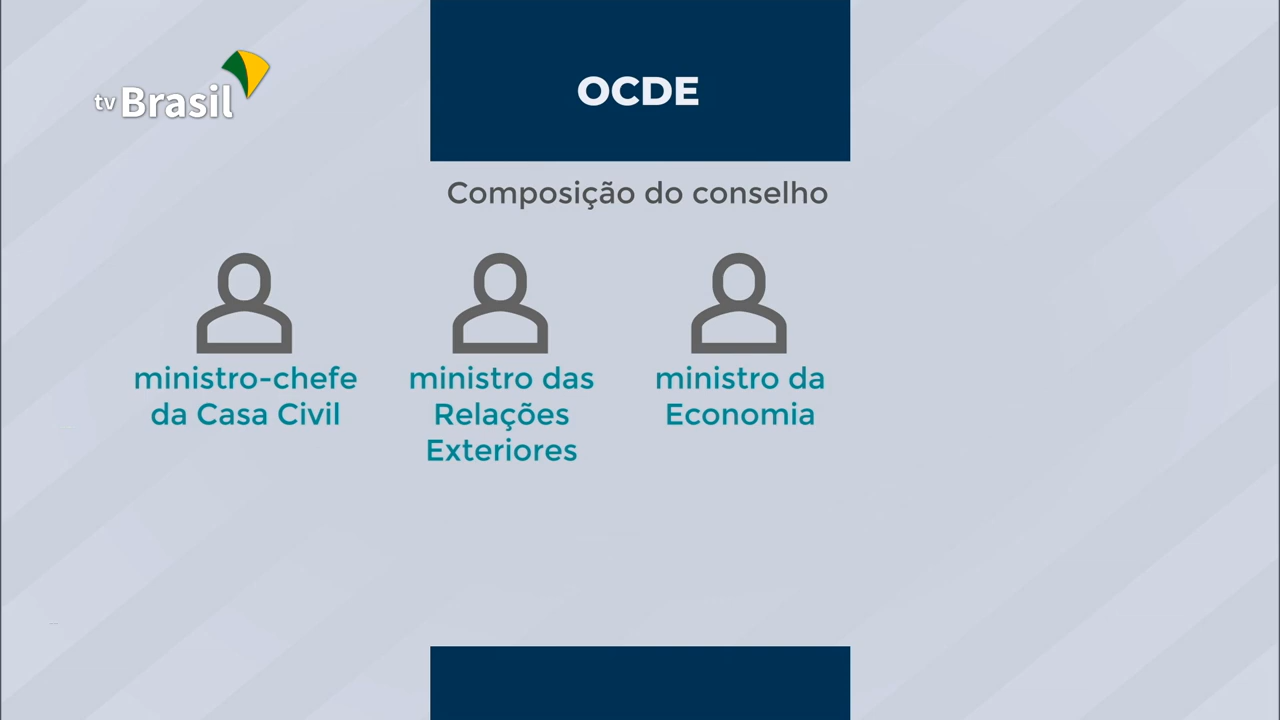 tv Brasil
OCDE
Composição do conselho
ministro-chefe
da Casa Civil
ministro das
Relações
Exteriores
ministro da
Economia